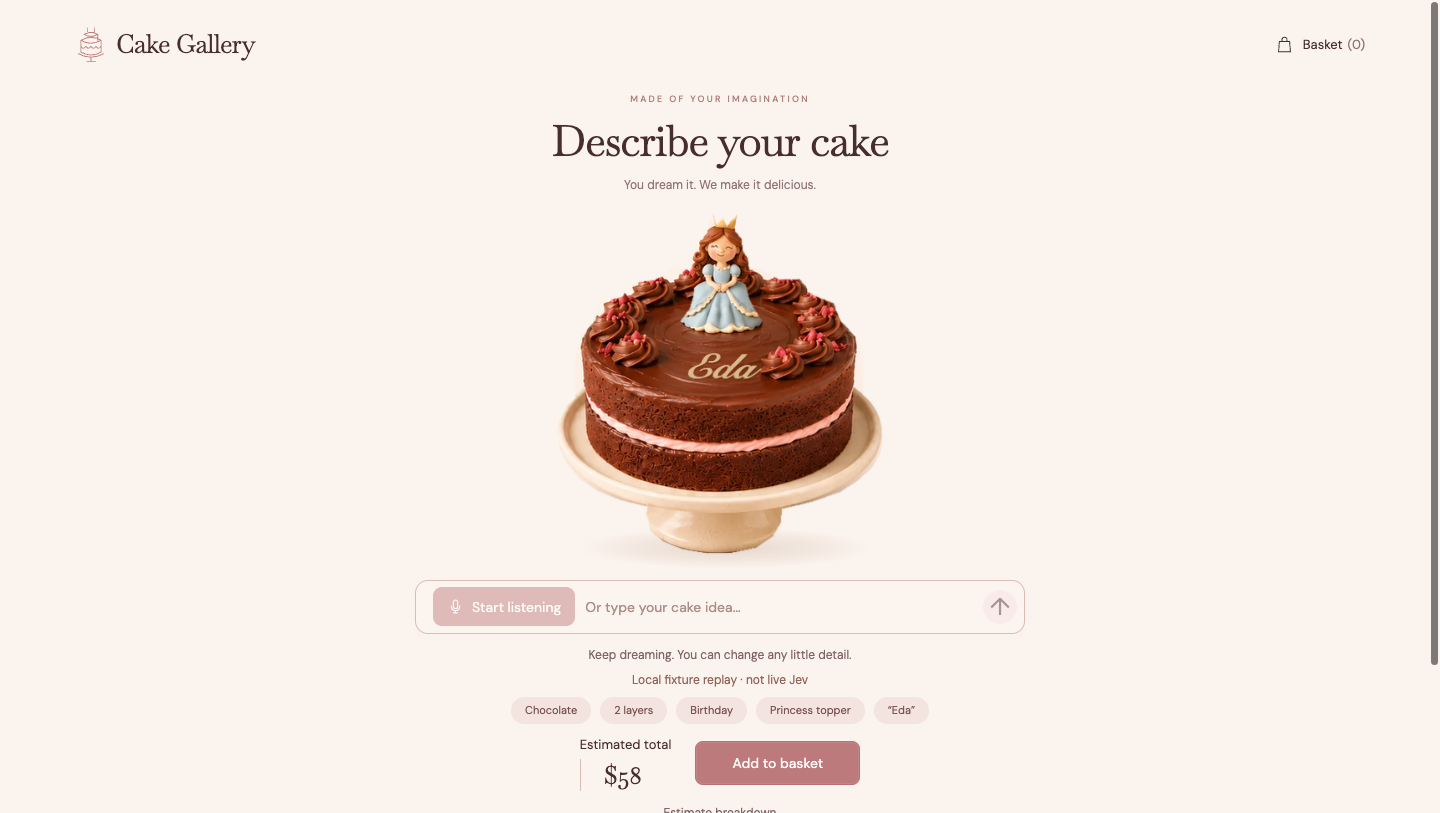 Cake Gallery
Basket (0)
MADE OF YOUR IMAGINATION
Describe your cake
You dream it. We make it delicious.
Eda
Start listening
Or type your cake idea...
Keep dreaming. You can change any little detail.
Local fixture replay · not live Jev
Chocolate
2 layers
Birthday
Princess topper
“Eda”
Estimated total
$58
Add to basket
Estimate breakdown